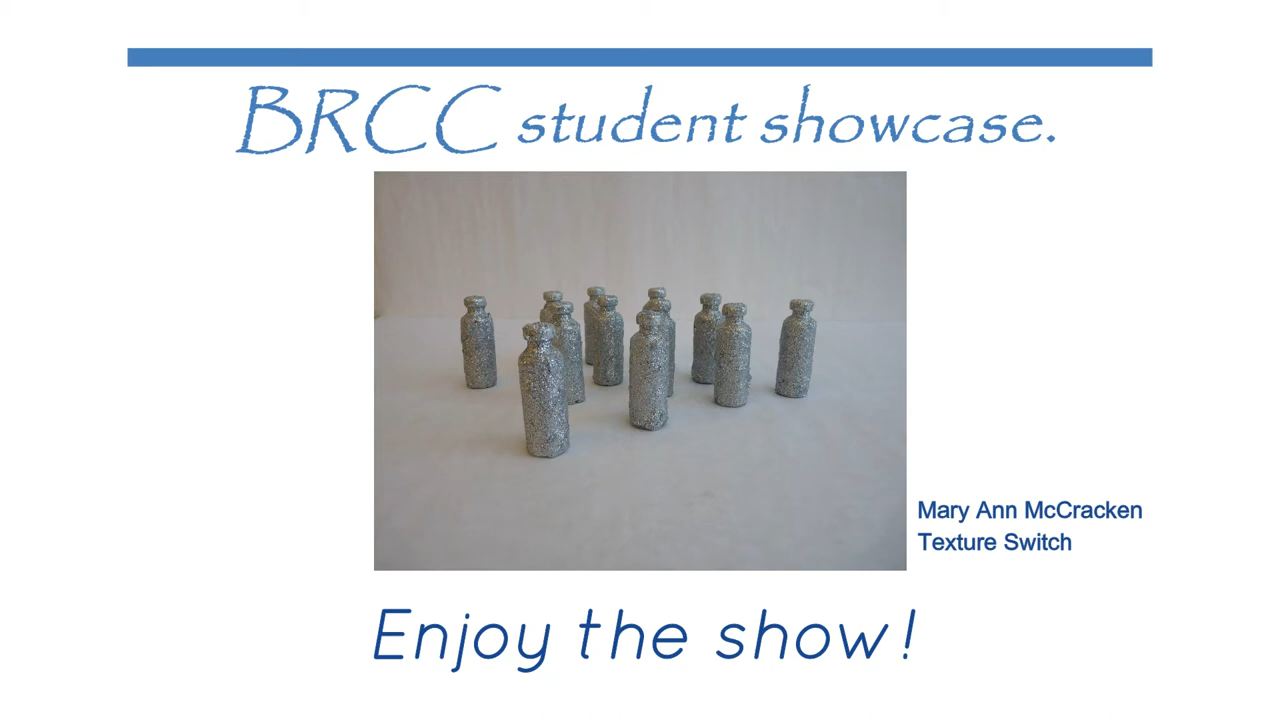 BRCC student showcase.
Mary Ann McCracken
Texture Switch
Enjoy the show!